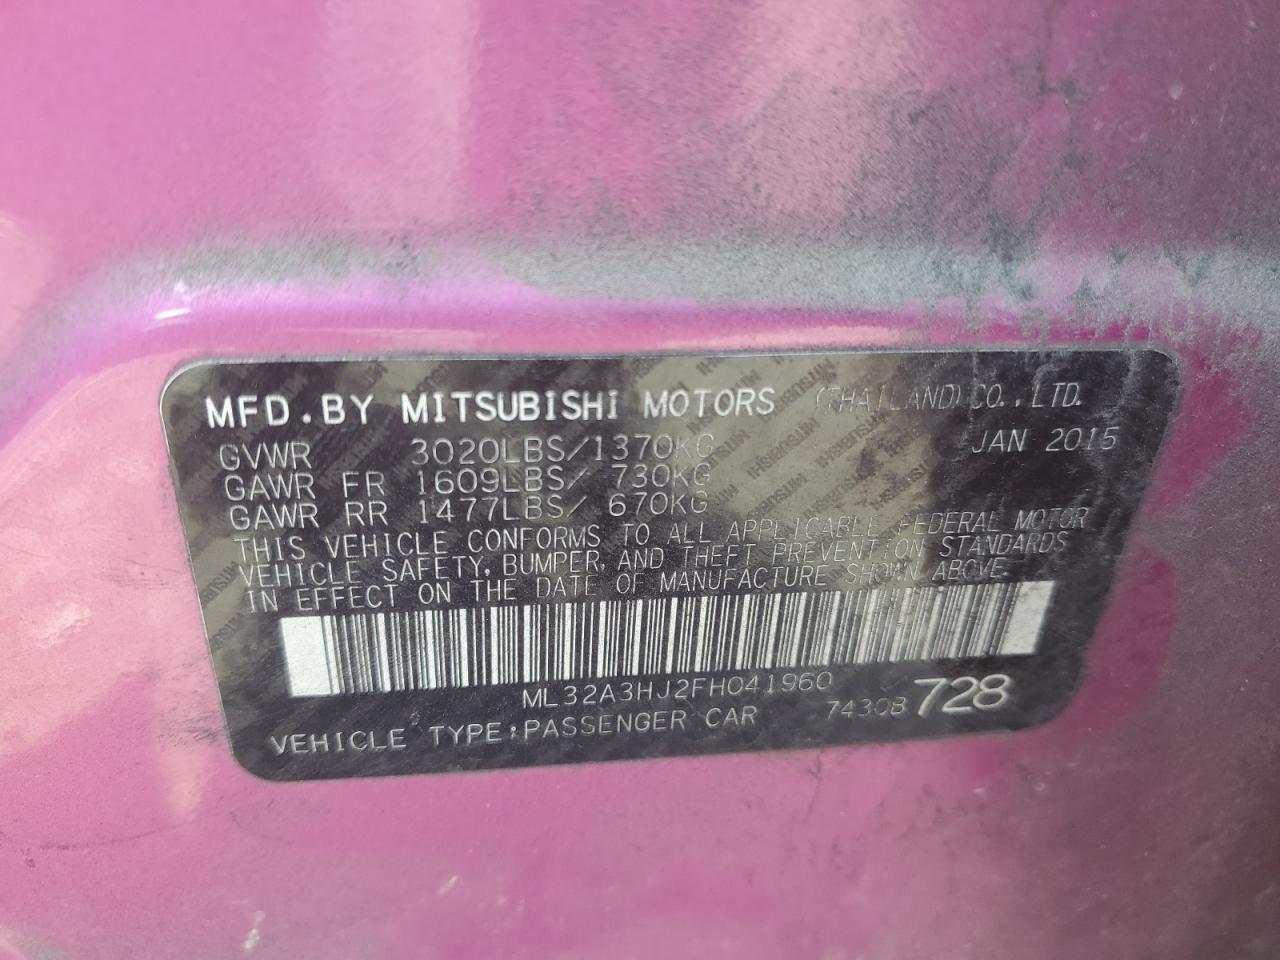 MFD.BY MITSUBISHI MOTORS (THAILAND) CO.,LTD.
GVWR 3020LBS/1370KG JAN 2015
GAWR FR 1609LBS/ 730KG
GAWR RR 1477LBS/ 670KG
THIS VEHICLE CONFORMS TO ALL APPLICABLE FEDERAL MOTOR
VEHICLE SAFETY, BUMPER, AND THEFT PREVENTION STANDARDS
IN EFFECT ON THE DATE OF MANUFACTURE SHOWN ABOVE.
ML32A3HJ2FH041960
VEHICLE TYPE:PASSENGER CAR 7430B 728